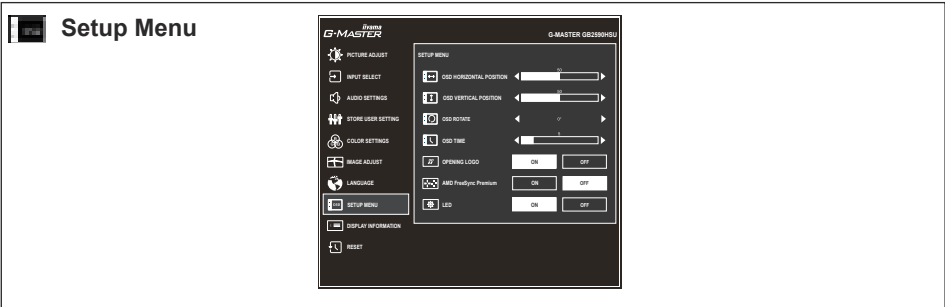 Setup Menu
iiyama
G-MASTER
G-MASTER GB2590HSU
PICTURE ADJUST
INPUT SELECT
AUDIO SETTINGS
STORE USER SETTING
COLOR SETTINGS
IMAGE ADJUST
LANGUAGE
SETUP MENU
DISPLAY INFORMATION
RESET
SETUP MENU
OSD HORIZONTAL POSITION 50
OSD VERTICAL POSITION 50
OSD ROTATE 0°
OSD TIME
OPENING LOGO ON OFF
AMD FreeSync Premium ON OFF
LED ON OFF